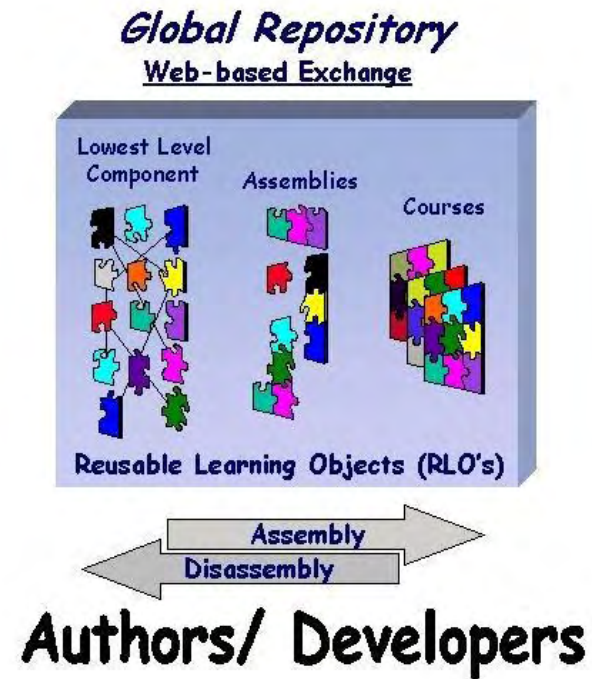 Global Repository
Web-based Exchange
Lowest Level
Component
Assemblies
Courses
Reusable Learning Objects (RLO's)
Assembly
Disassembly
Authors/ Developers